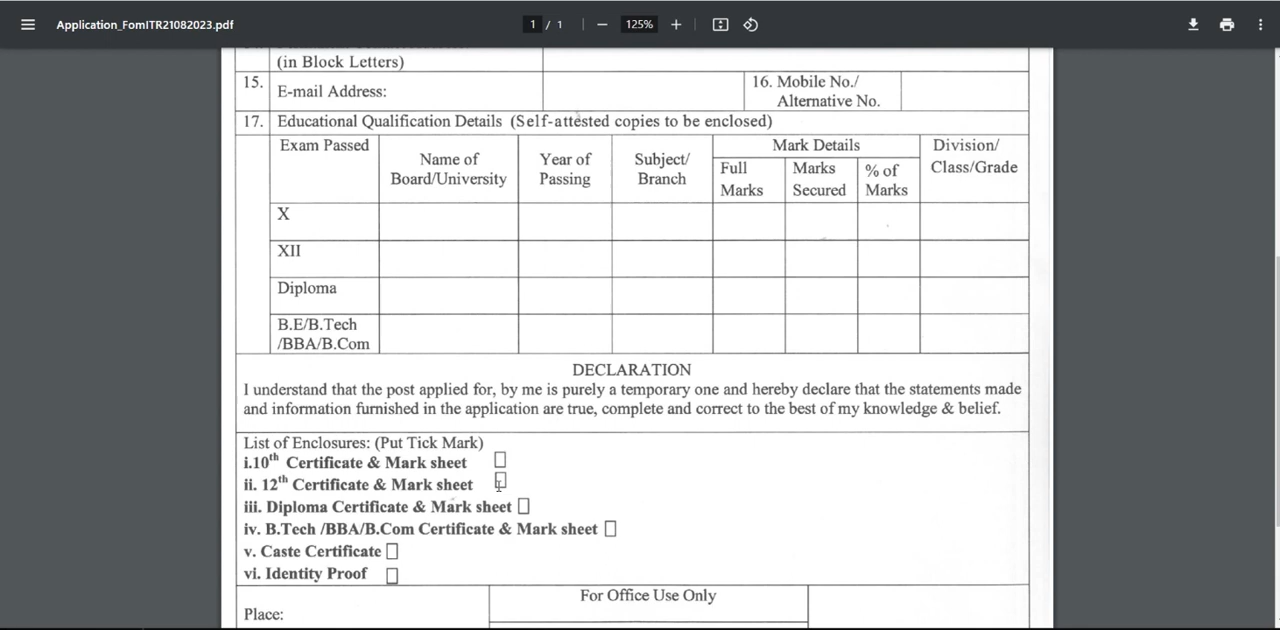 Application_FomITR21082023.pdf
1 / 1
125%
(in Block Letters)
15. E-mail Address:
16. Mobile No./
Alternative No.
17. Educational Qualification Details (Self-attested copies to be enclosed)
Exam Passed
Name of
Board/University
Year of
Passing
Subject/
Branch
Mark Details
Full
Marks
Marks
Secured
% of
Marks
Division/
Class/Grade
X
XII
Diploma
B.E/B.Tech
/BBA/B.Com
DECLARATION
I understand that the post applied for, by me is purely a temporary one and hereby declare that the statements made
and information furnished in the application are true, complete and correct to the best of my knowledge & belief.
List of Enclosures: (Put Tick Mark)
i.10th Certificate & Mark sheet
ii. 12th Certificate & Mark sheet
iii. Diploma Certificate & Mark sheet
iv. B.Tech /BBA/B.Com Certificate & Mark sheet
v. Caste Certificate
vi. Identity Proof
For Office Use Only
Place: